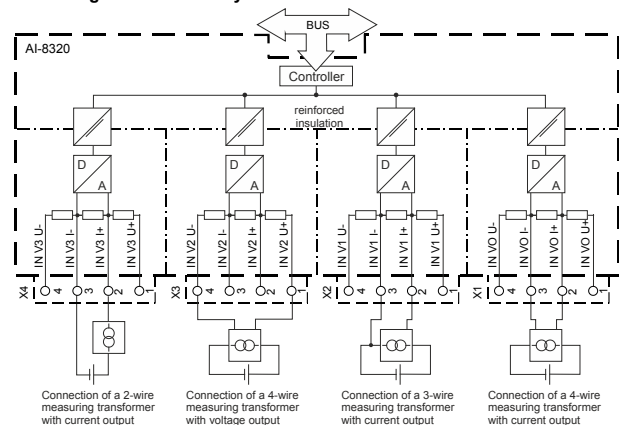 BUS
AI-8320
Controller
reinforced
insulation
D
A
D
A
D
A
D
A
IN V3 U-
IN V3 I-
IN V3 I+
IN V3 U+
IN V2 U-
IN V2 I-
IN V2 I+
IN V2 U+
IN V1 U-
IN V1 I-
IN V1 I+
IN V1 U+
IN VO U-
IN VO I-
IN VO I+
IN VO U+
X4
4
3
2
1
X3
4
3
2
1
X2
4
3
2
1
X1
4
3
2
1
Connection of a 2-wire
measuring transformer
with current output
Connection of a 4-wire
measuring transformer
with voltage output
Connection of a 3-wire
measuring transformer
with current output
Connection of a 4-wire
measuring transformer
with current output